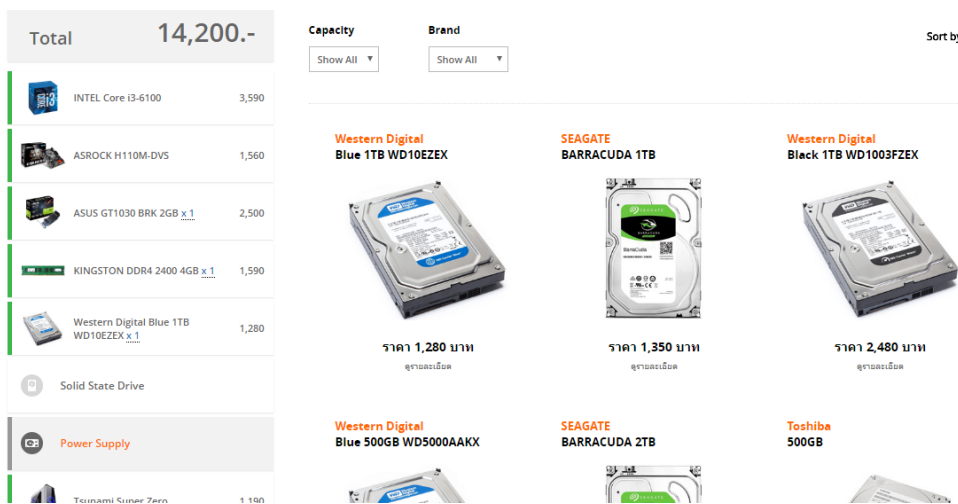 Total 14,200.-
INTEL Core i3-6100 3,590
ASROCK H110M-DVS 1,560
ASUS GT1030 BRK 2GB x 1 2,500
KINGSTON DDR4 2400 4GB x 1 1,590
Western Digital Blue 1TB
WD10EZEX x 1 1,280
Solid State Drive
Power Supply
Tsunami Super Zero 1,190
Capacity Brand
Show All Show All
Sort by
Western Digital
Blue 1TB WD10EZEX
ราคา 1,280 บาท
ดูรายละเอียด
SEAGATE
BARRACUDA 1TB
ราคา 1,350 บาท
ดูรายละเอียด
Western Digital
Black 1TB WD1003FZEX
ราคา 2,480 บาท
ดูรายละเอียด
Western Digital
Blue 500GB WD5000AAKX
SEAGATE
BARRACUDA 2TB
Toshiba
500GB